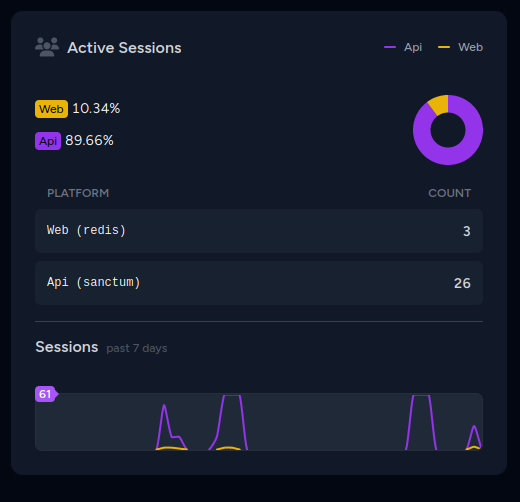 Active Sessions
Api Web
Web 10.34%
Api 89.66%
PLATFORM COUNT
Web (redis) 3
Api (sanctum) 26
Sessions past 7 days
61